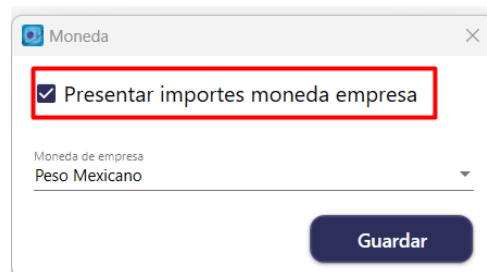 Moneda
Presentar importes moneda empresa
Moneda de empresa
Peso Mexicano
Guardar